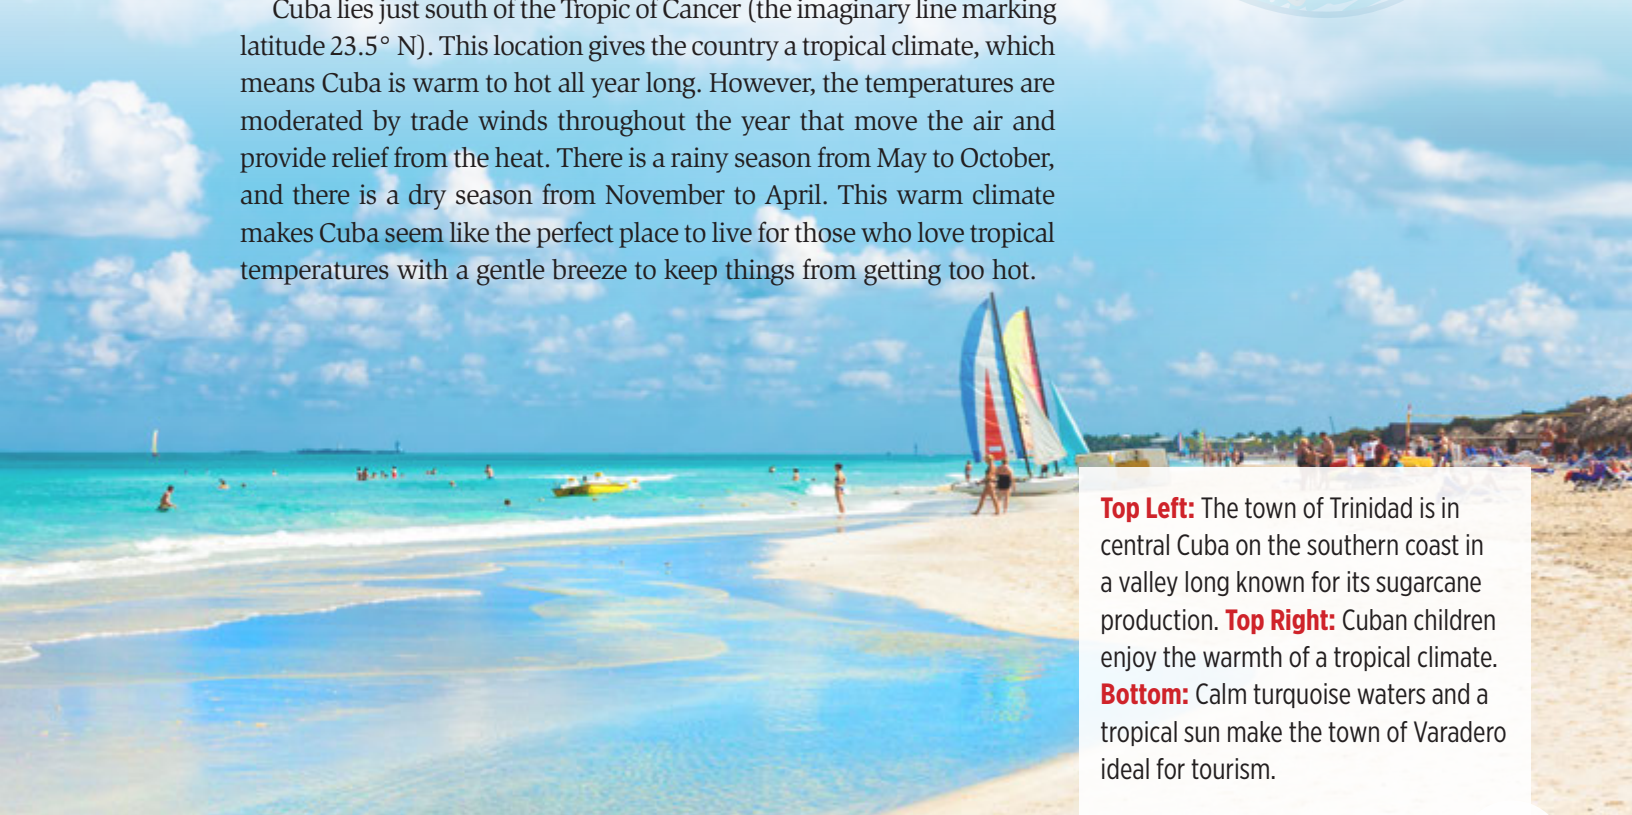 Cuba lies just south of the Tropic of Cancer (the imaginary line marking
latitude 23.5° N). This location gives the country a tropical climate, which
means Cuba is warm to hot all year long. However, the temperatures are
moderated by trade winds throughout the year that move the air and
provide relief from the heat. There is a rainy season from May to October,
and there is a dry season from November to April. This warm climate
makes Cuba seem like the perfect place to live for those who love tropical
temperatures with a gentle breeze to keep things from getting too hot.
Top Left: The town of Trinidad is in
central Cuba on the southern coast in
a valley long known for its sugarcane
production. Top Right: Cuban children
enjoy the warmth of a tropical climate.
Bottom: Calm turquoise waters and a
tropical sun make the town of Varadero
ideal for tourism.